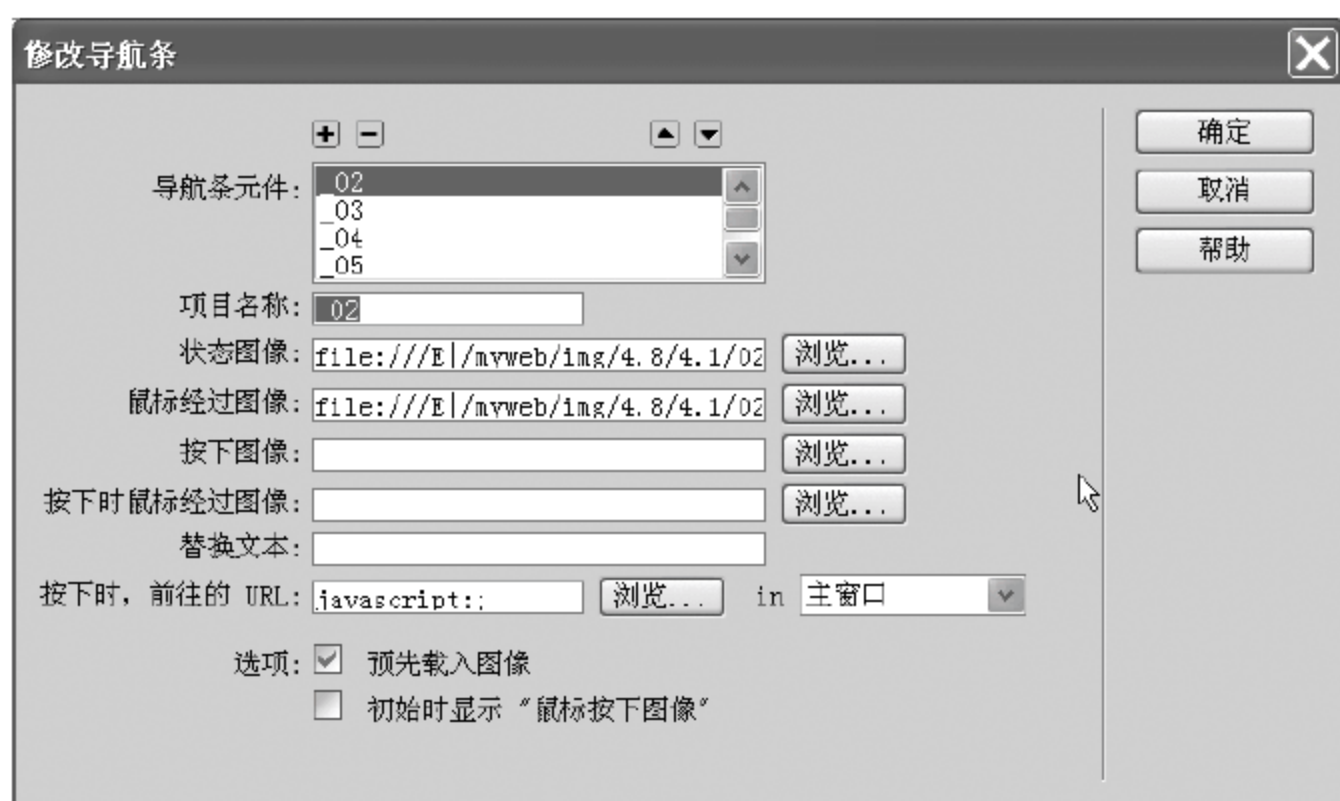 修改导航条
确定
导航条元件: _02
取消
_03
_04
帮助
_05
项目名称: _02
状态图像: file:///E|/myweb/img/4.8/4.1/02 浏览...
鼠标经过图像: file:///E|/myweb/img/4.8/4.1/02 浏览...
按下图像: 浏览...
按下时鼠标经过图像: 浏览...
替换文本:
按下时, 前往的 URL: javascript:; 浏览... in 主窗口
选项: 预先载入图像
初始时显示 "鼠标按下图像"